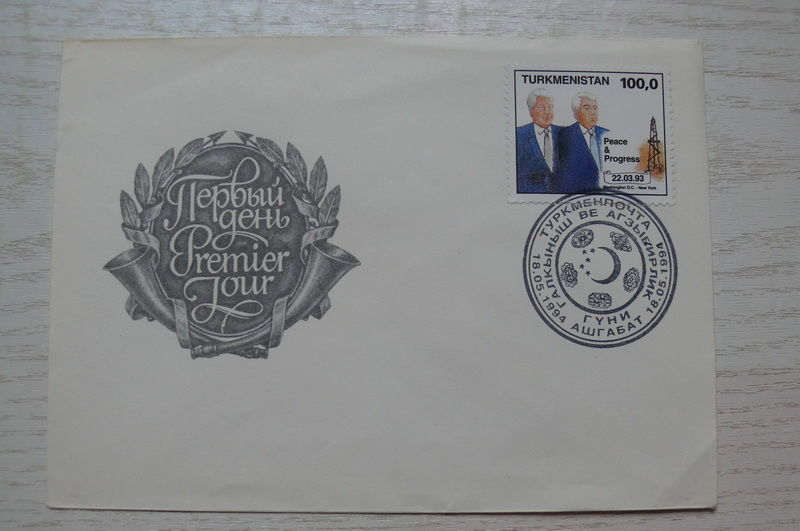 Первый
день
Premier
Jour
TURKMENISTAN 100,0
Peace
&
Progress
22.03.93
Washington D.C. - New York
ТУРКМЕНПОЧТА
ГАЛКЫНЫШ ВЕ АГЗЫБИРЛИК
ГҮНИ
18.05.1994 АШГАБАТ 18.05.1994